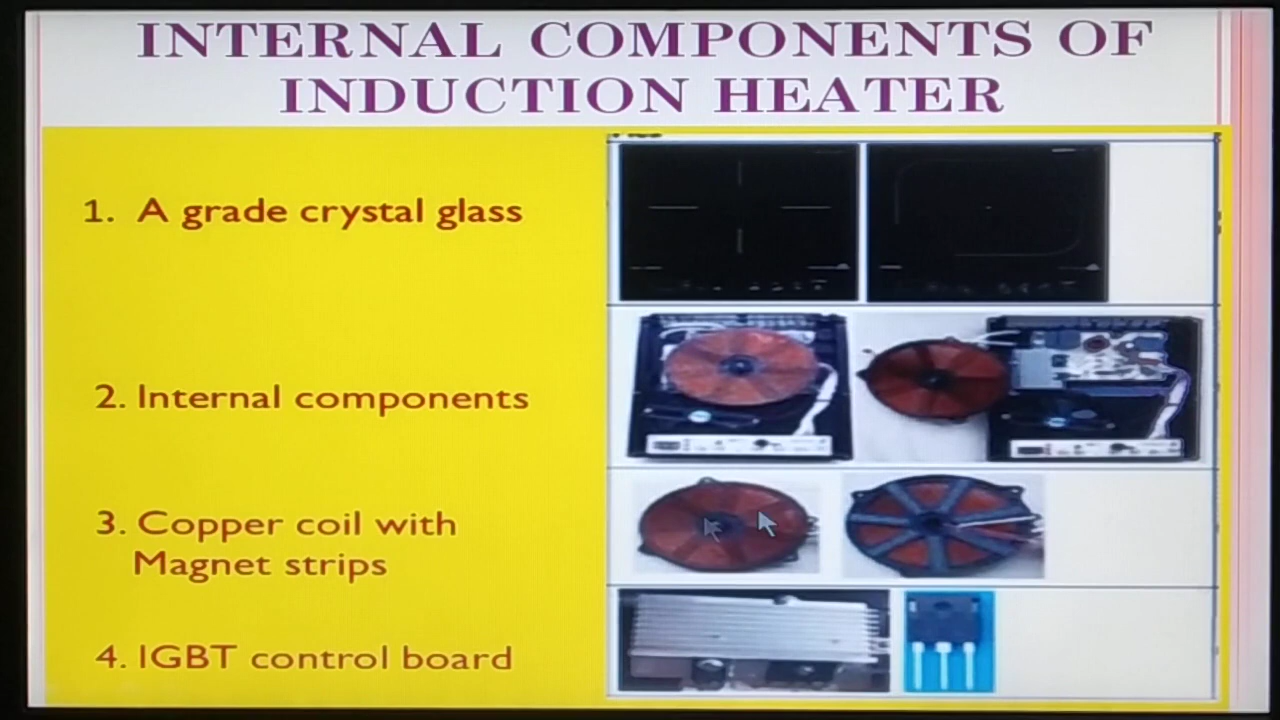 INTERNAL COMPONENTS OF
INDUCTION HEATER
1. A grade crystal glass
2. Internal components
3. Copper coil with
Magnet strips
4. IGBT control board